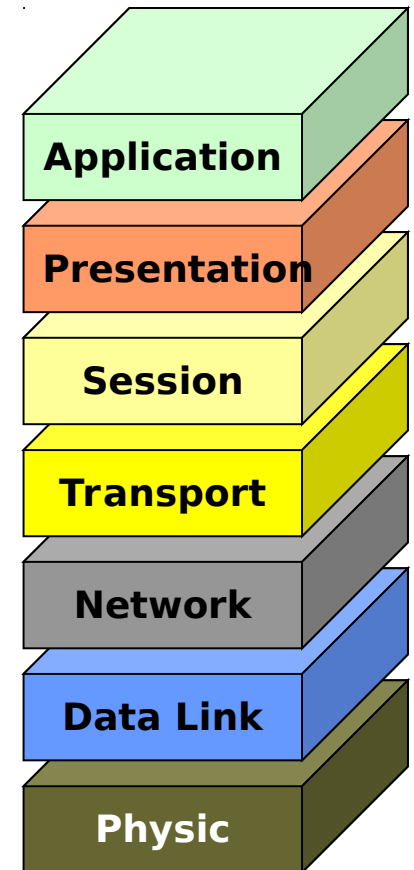 Application
Presentation
Session
Transport
Network
Data Link
Physic